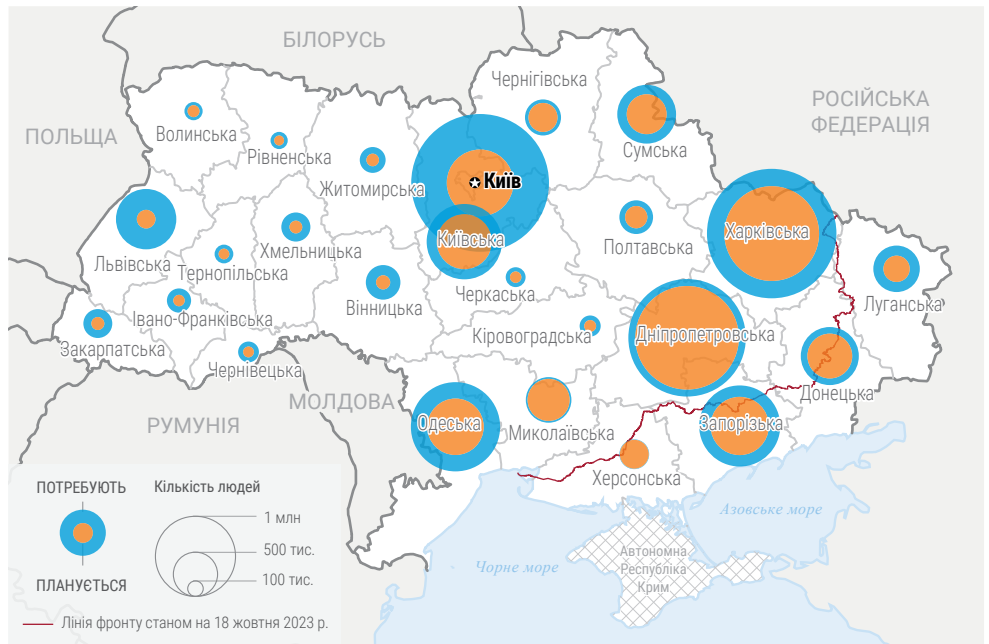 БІЛОРУСЬ
ПОЛЬЩА
РОСІЙСЬКА
ФЕДЕРАЦІЯ
Чернігівська
Волинська
Рівненська
Сумська
Житомирська
Київ
Київська
Харківська
Полтавська
Львівська
Тернопільська
Хмельницька
Вінницька
Черкаська
Луганська
Івано-Франківська
Закарпатська
Чернівецька
Кіровоградська
Дніпропетровська
Донецька
МОЛДОВА
РУМУНІЯ
Одеська
Миколаївська
Запорізька
Херсонська
Азовське море
Чорне море
Автономна
Республіка
Крим
ПОТРЕБУЮТЬ
ПЛАНУЄТЬСЯ
Кількість людей
1 млн
500 тис.
100 тис.
Лінія фронту станом на 18 жовтня 2023 р.